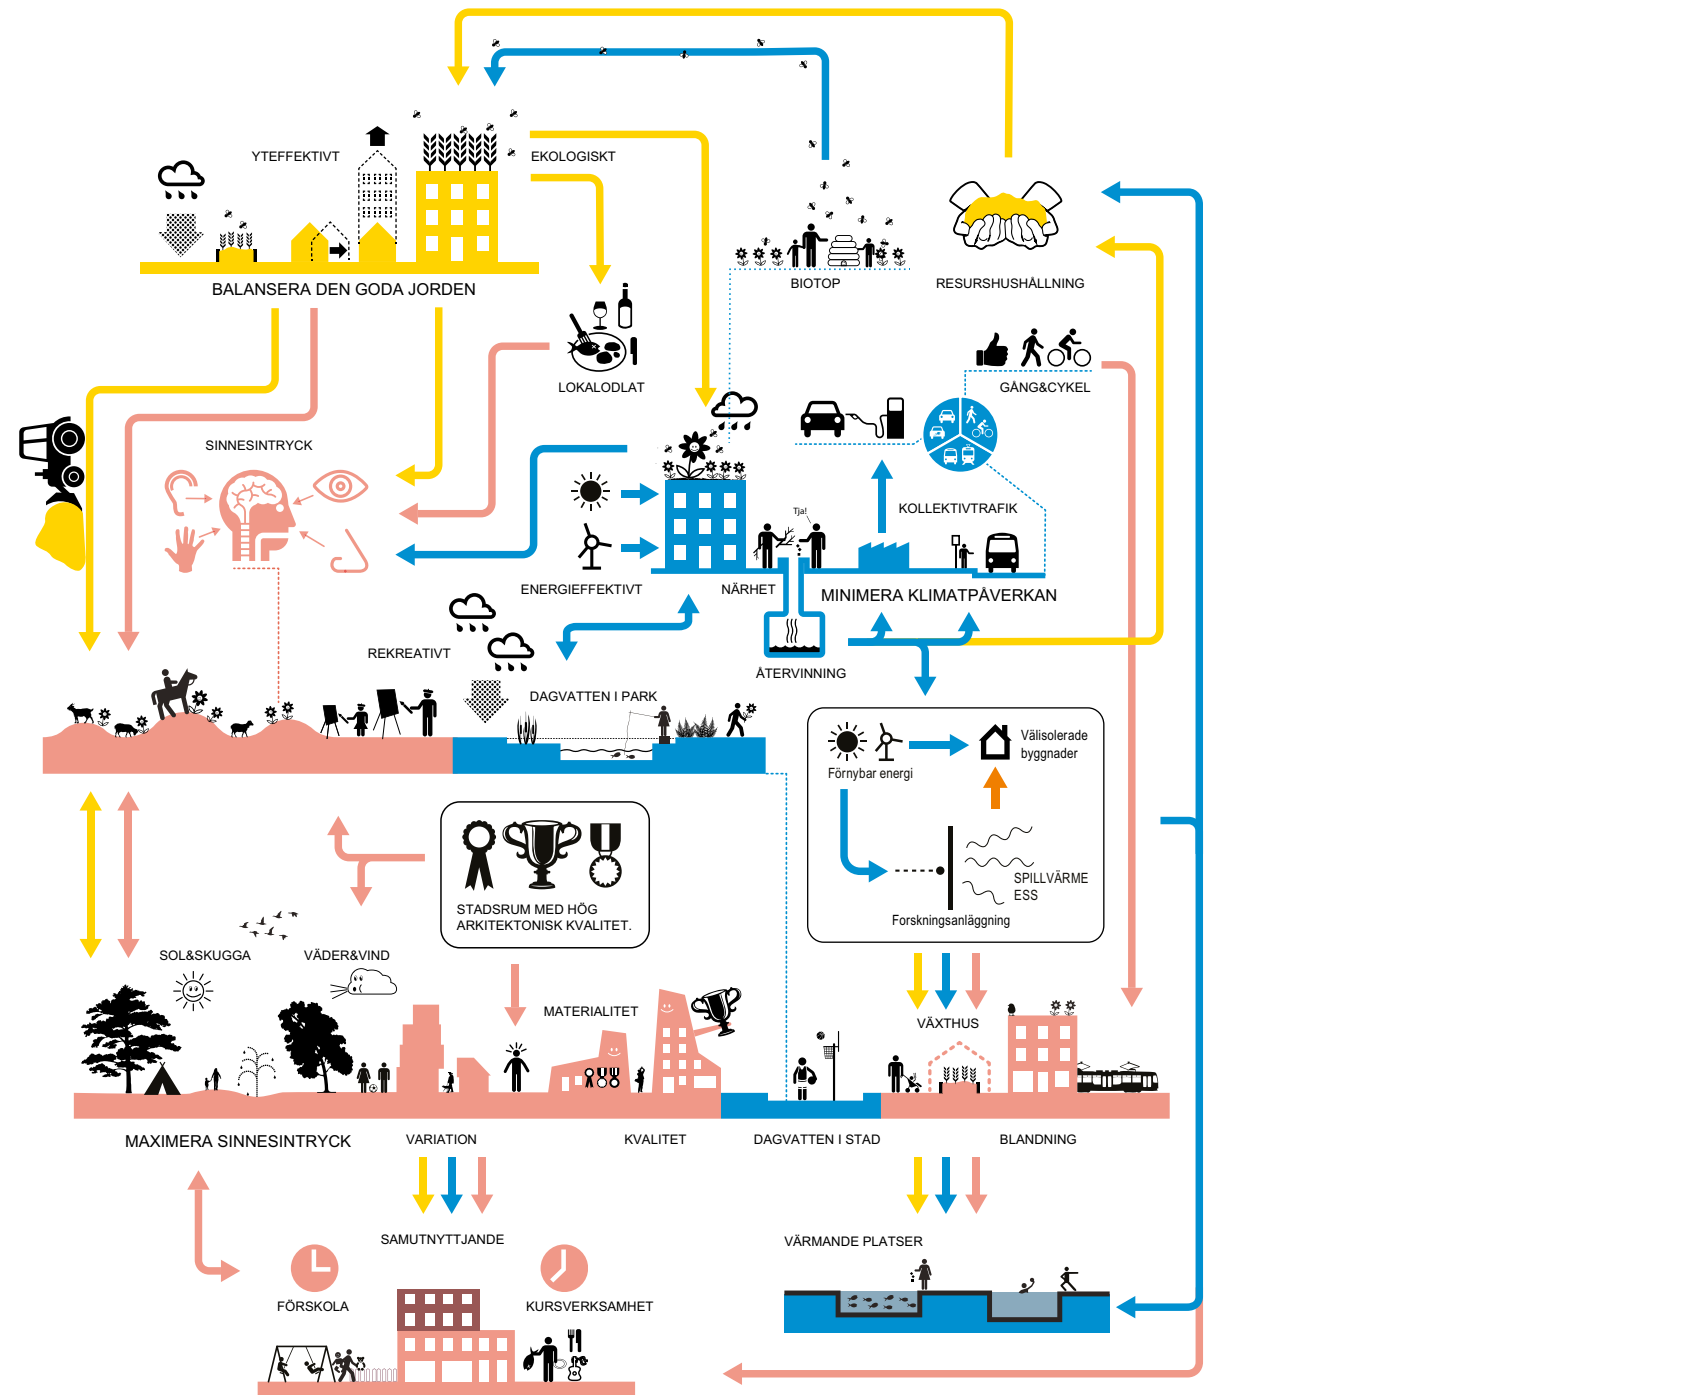 YTEFFEKTIVT
EKOLOGISKT
BALANSERA DEN GODA JORDEN
BIOTOP
RESURSHUSHÅLLNING
LOKALODLAT
GÅNG&CYKEL
SINNESINTRYCK
KOLLEKTIVTRAFIK
Tja!
ENERGIEFFEKTIVT
NÄRHET
MINIMERA KLIMATPÅVERKAN
REKREATIVT
ÅTERVINNING
DAGVATTEN I PARK
Välisolerade
byggnader
Förnybar energi
SPILLVÄRME
ESS
Forskningsanläggning
STADSRUM MED HÖG
ARKITEKTONISK KVALITET.
SOL&SKUGGA
VÄDER&VIND
MATERIALITET
VÄXTHUS
MAXIMERA SINNESINTRYCK
VARIATION
KVALITET
DAGVATTEN I STAD
BLANDNING
SAMUTNYTTJANDE
VÄRMANDE PLATSER
FÖRSKOLA
KURSVERKSAMHET